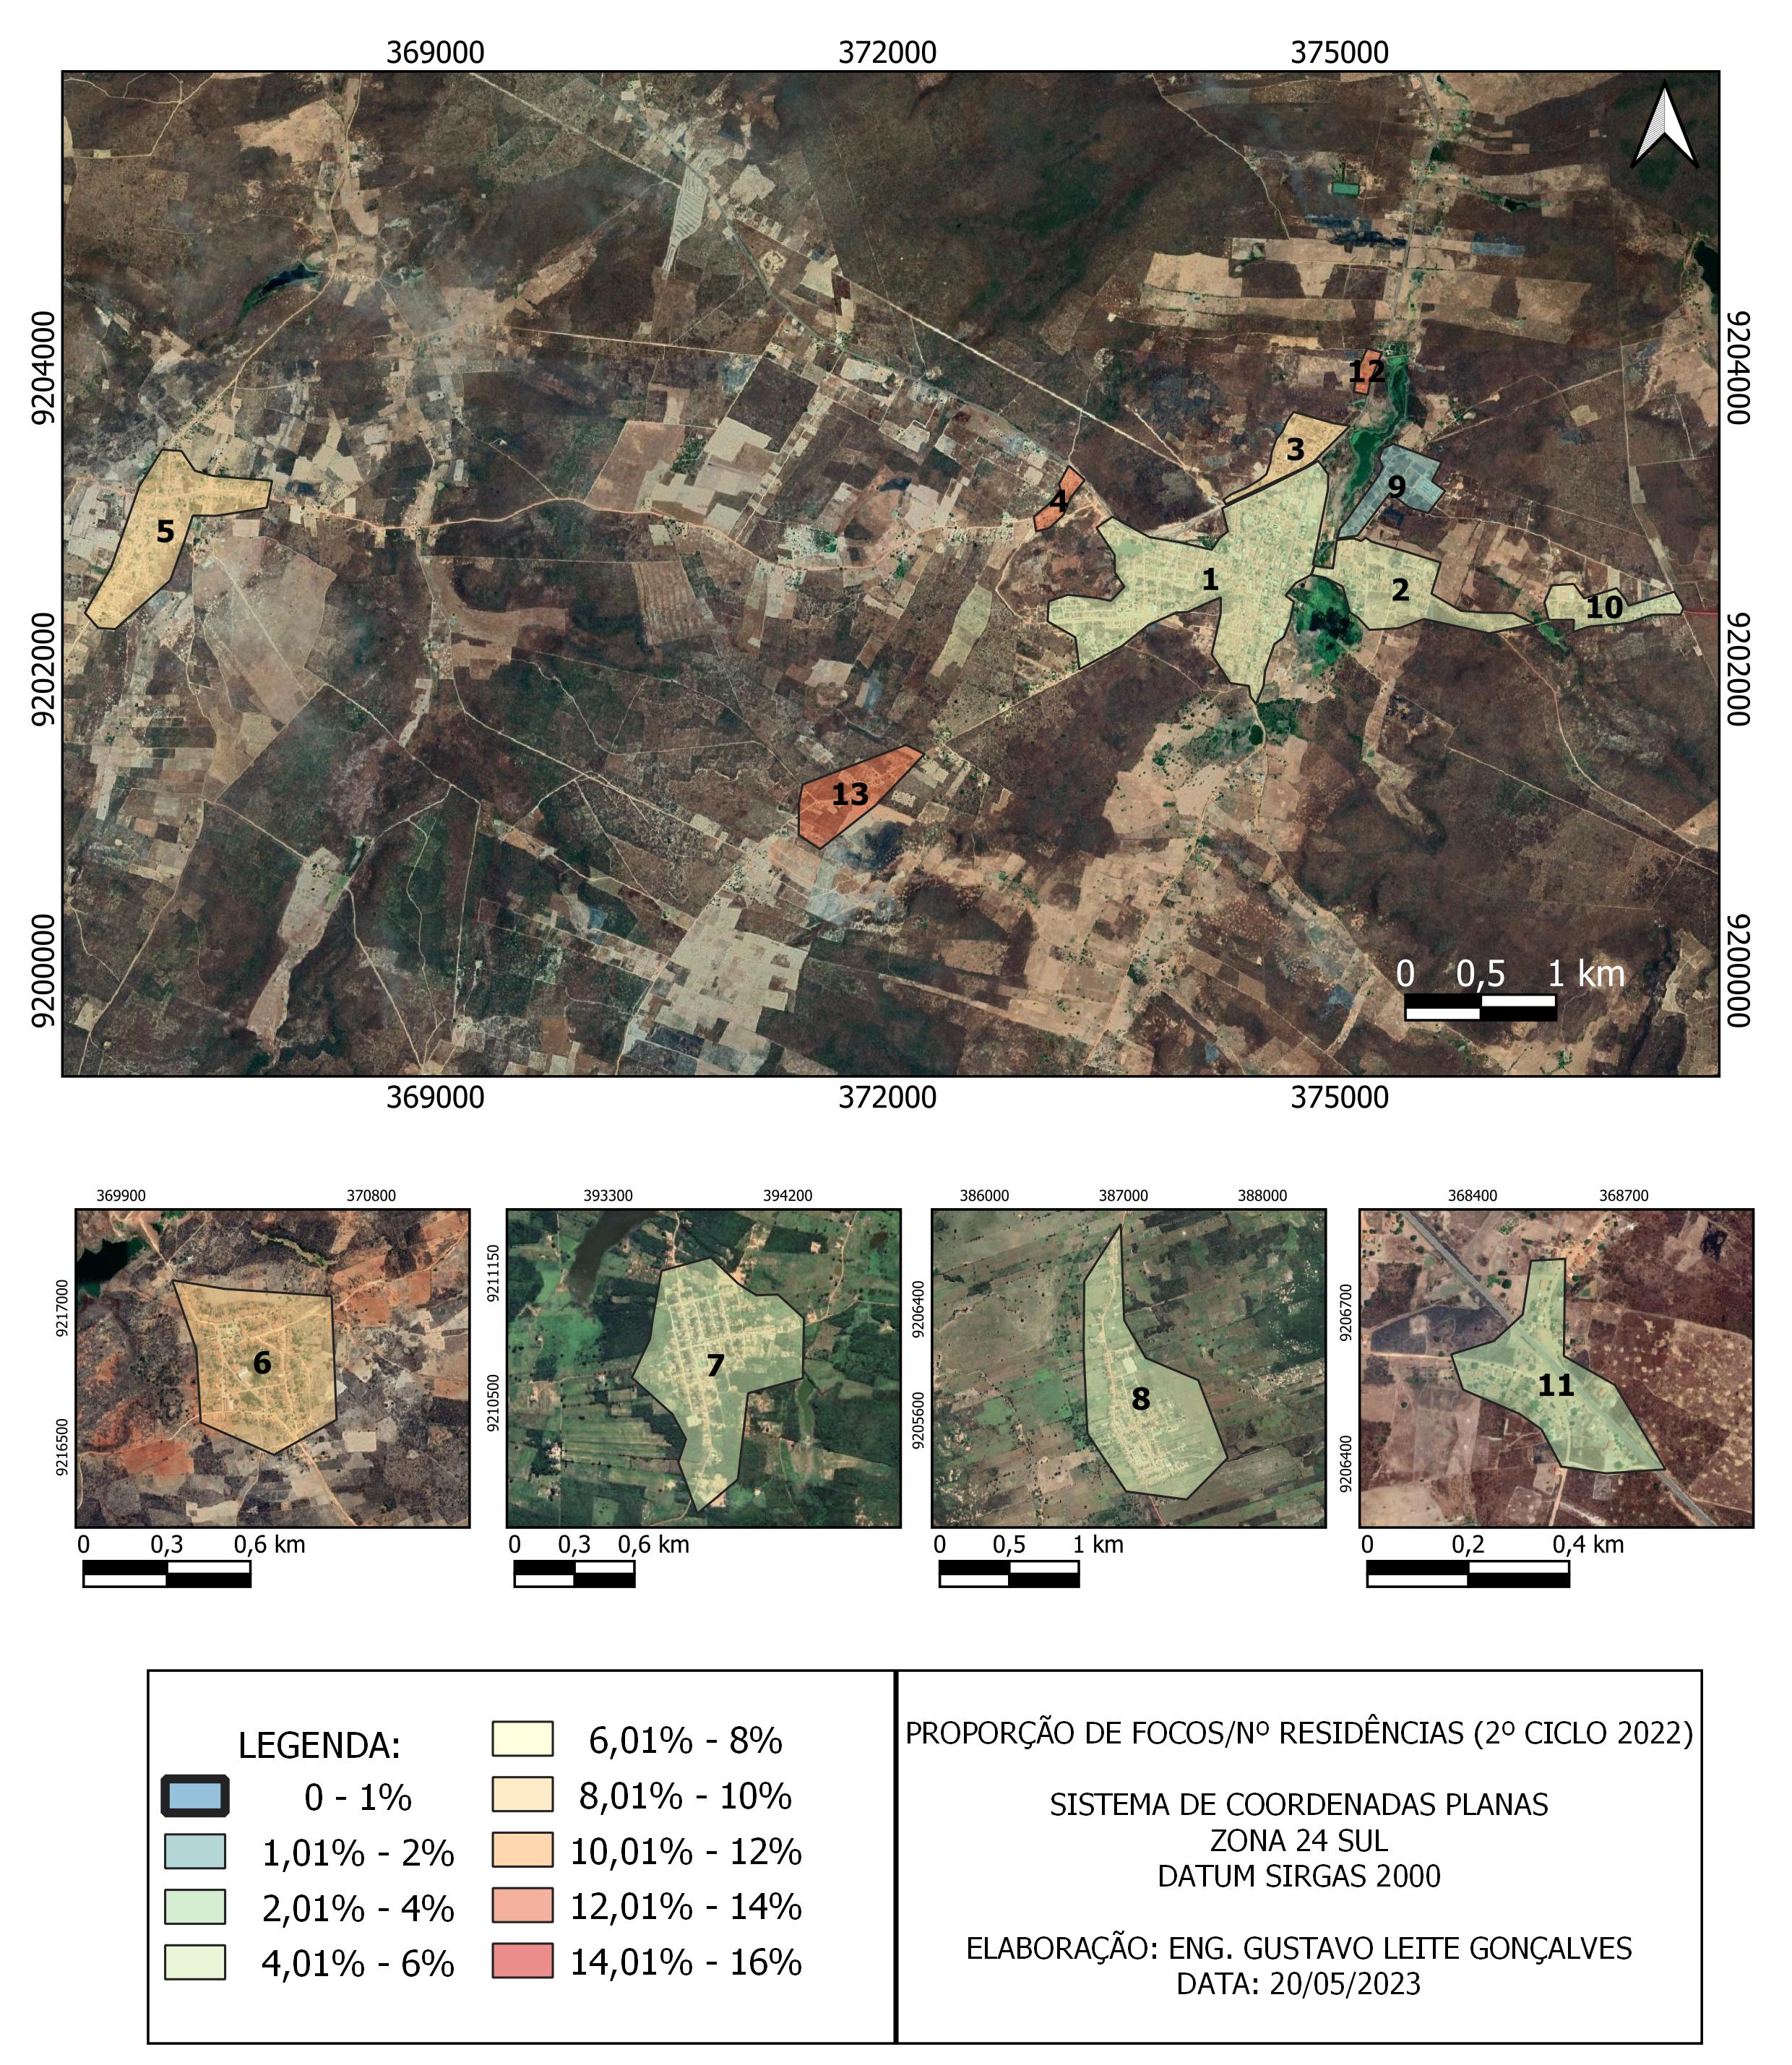 369000 372000 375000
9204000 9204000
9202000 9202000
9200000 9200000
12
3
9
4
5
1
2
10
13
0 0,5 1 km
369000 372000 375000
369900 370800
393300 394200
386000 387000 388000
368400 368700
9217000
9216500
6
9211150
9210500
7
9206400
9205600
8
9206700
9206400
11
0 0,3 0,6 km
0 0,3 0,6 km
0 0,5 1 km
0 0,2 0,4 km
LEGENDA:
0 - 1%
1,01% - 2%
2,01% - 4%
4,01% - 6%
6,01% - 8%
8,01% - 10%
10,01% - 12%
12,01% - 14%
14,01% - 16%
PROPORÇÃO DE FOCOS/Nº RESIDÊNCIAS (2º CICLO 2022)
SISTEMA DE COORDENADAS PLANAS
ZONA 24 SUL
DATUM SIRGAS 2000
ELABORAÇÃO: ENG. GUSTAVO LEITE GONÇALVES
DATA: 20/05/2023